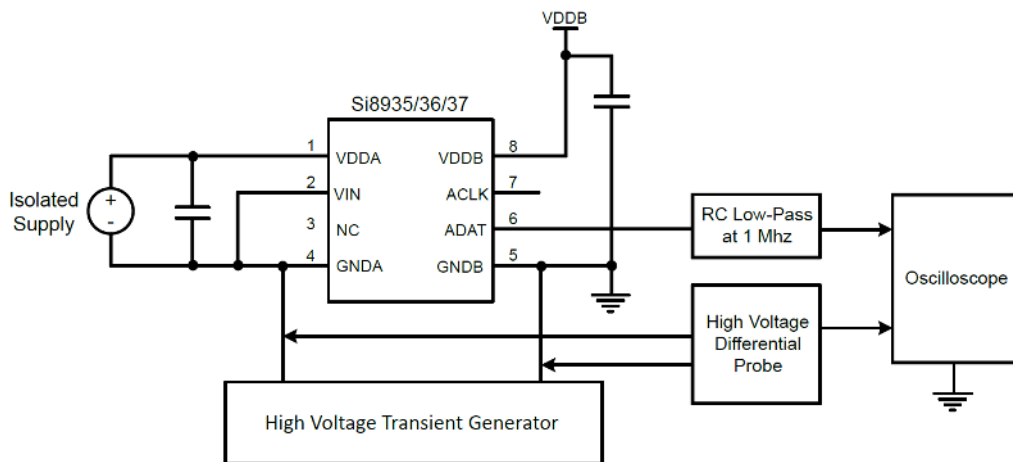 VDDB
Si8935/36/37
1
VDDA
VDDB
8
2
VIN
ACLK
7
3
NC
ADAT
6
4
GNDA
GNDB
5
Isolated
Supply
+
-
RC Low-Pass
at 1 Mhz
Oscilloscope
High Voltage
Differential
Probe
High Voltage Transient Generator